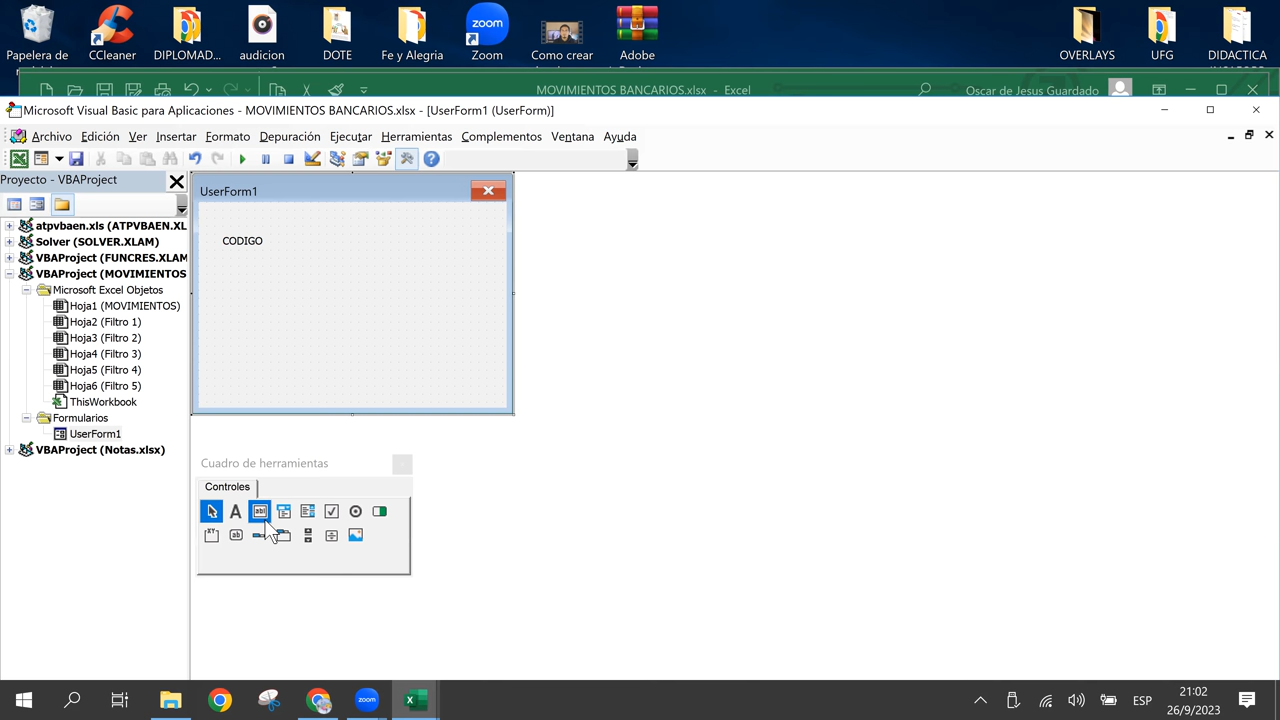 Papelera de
CCleaner
DIPLOMAD...
audicion
DOTE
Fe y Alegria
Zoom
Como crear
Adobe
OVERLAYS
UFG
DIDACTICA
MOVIMIENTOS BANCARIOS.xlsx - Excel
Oscar de Jesus Guardado
Microsoft Visual Basic para Aplicaciones - MOVIMIENTOS BANCARIOS.xlsx - [UserForm1 (UserForm)]
Archivo Edición Ver Insertar Formato Depuración Ejecutar Herramientas Complementos Ventana Ayuda
Proyecto - VBAProject
atpvbaen.xls (ATPVBAEN.XL
Solver (SOLVER.XLAM)
VBAProject (FUNCRES.XLAM
VBAProject (MOVIMIENTOS
Microsoft Excel Objetos
Hoja1 (MOVIMIENTOS)
Hoja2 (Filtro 1)
Hoja3 (Filtro 2)
Hoja4 (Filtro 3)
Hoja5 (Filtro 4)
Hoja6 (Filtro 5)
ThisWorkbook
Formularios
UserForm1
VBAProject (Notas.xlsx)
UserForm1
CODIGO
Cuadro de herramientas
Controles
zoom
ESP
21:02
26/9/2023